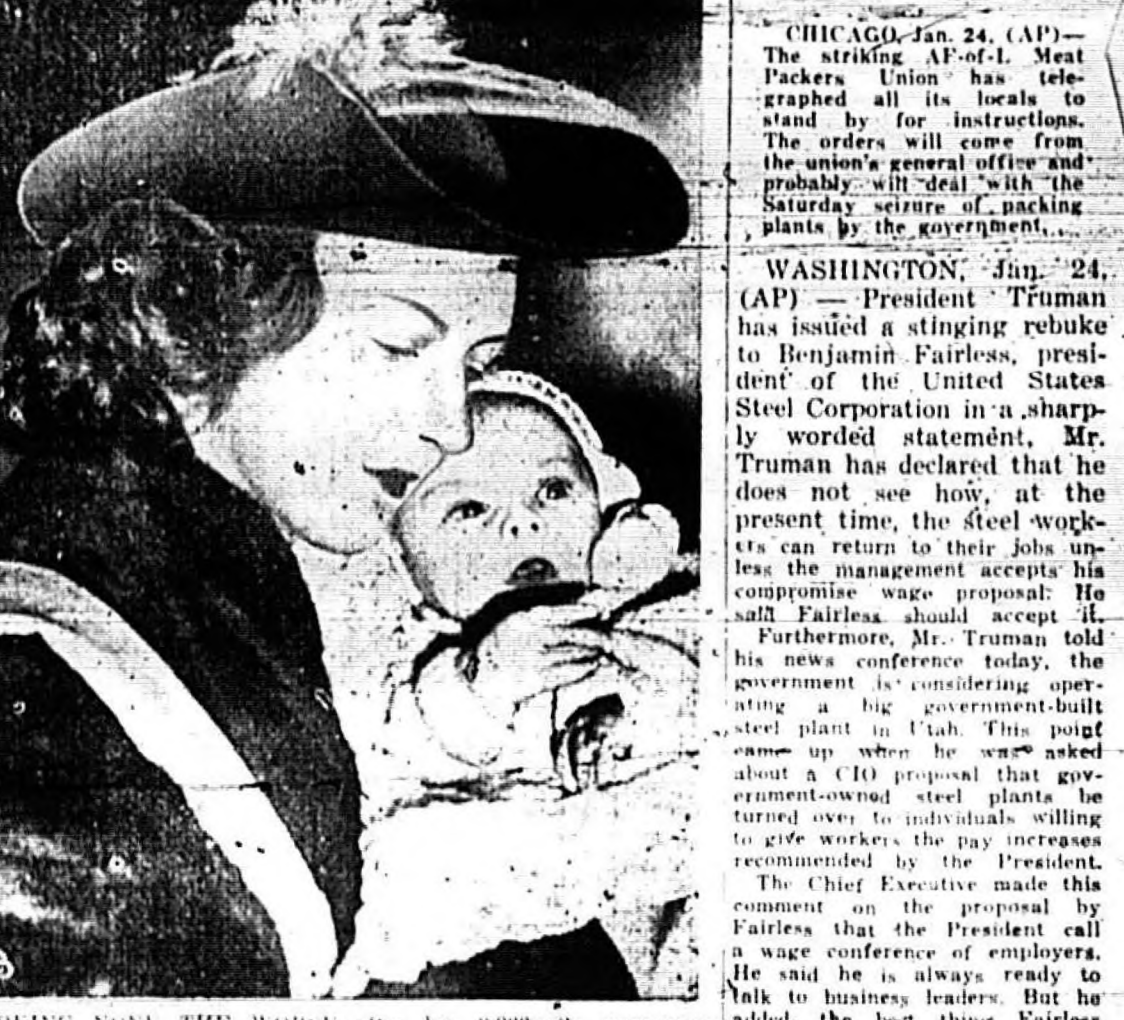 CHICAGO, Jan. 24, (AP)—
The striking AF-of-L Meat
Packers Union has tele-
graphed all its locals to
stand by for instructions.
The orders will come from
the union's general office and
probably will deal with the
Saturday seizure of packing
plants by the government.
WASHINGTON, Jan. 24,
(AP) — President Truman
has issued a stinging rebuke
to Benjamin Fairless, presi-
dent of the United States
Steel Corporation in a sharp-
ly worded statement, Mr.
Truman has declared that he
does not see how, at the
present time, the steel work-
ers can return to their jobs un-
less the management accepts his
compromise wage proposal. He
said Fairless should accept it.
Furthermore, Mr. Truman told
his news conference today, the
government is considering oper-
ating a big government-built
steel plant in Utah. This point
came up when he was asked
about a CIO proposal that gov-
ernment-owned steel plants be
turned over to individuals willing
to give workers the pay increases
recommended by the President.
The Chief Executive made this
comment on the proposal by
Fairless that the President call
a wage conference of employers.
He said he is always ready to
talk to business leaders. But he
added, the best thing Fairless